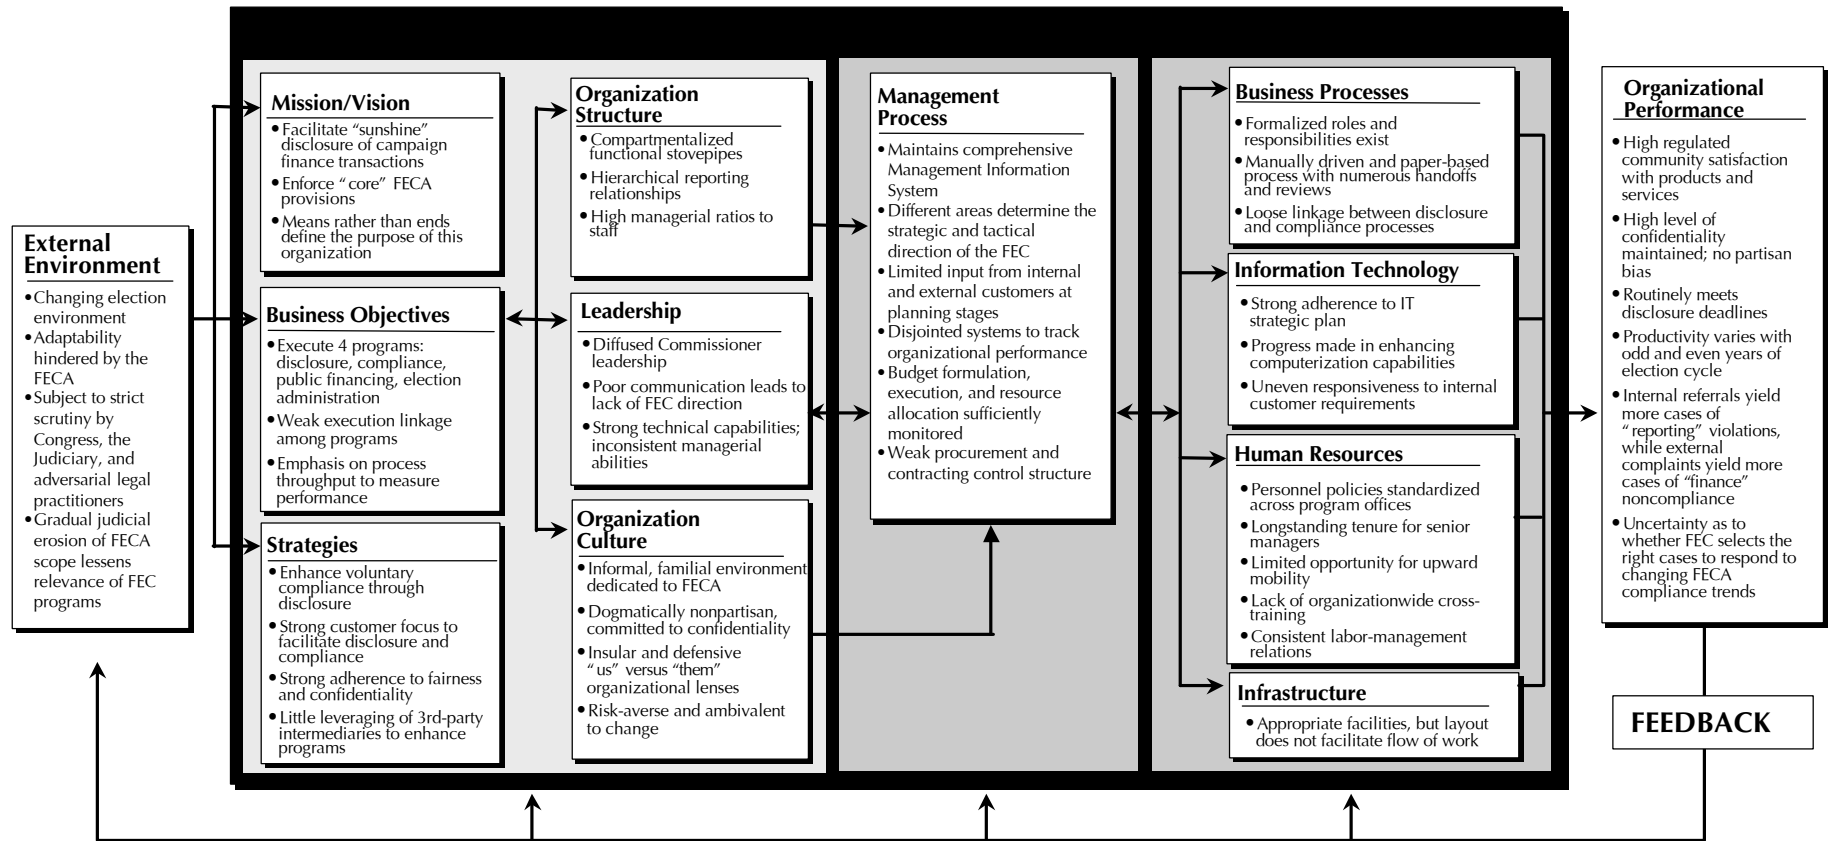 External
Environment
•Changing election
environment
•Adaptability
hindered by the
FECA
•Subject to strict
scrutiny by
Congress, the
Judiciary, and
adversarial legal
practitioners
•Gradual judicial
erosion of FECA
scope lessens
relevance of FEC
programs
Mission/Vision
•Facilitate “sunshine”
disclosure of campaign
finance transactions
•Enforce “core” FECA
provisions
•Means rather than ends
define the purpose of this
organization
Business Objectives
•Execute 4 programs:
disclosure, compliance,
public financing, election
administration
•Weak execution linkage
among programs
•Emphasis on process
throughput to measure
performance
Strategies
•Enhance voluntary
compliance through
disclosure
•Strong customer focus to
facilitate disclosure and
compliance
•Strong adherence to fairness
and confidentiality
•Little leveraging of 3rd-party
intermediaries to enhance
programs
Organization
Structure
•Compartmentalized
functional stovepipes
•Hierarchical reporting
relationships
•High managerial ratios to
staff
Leadership
•Diffused Commissioner
leadership
•Poor communication leads to
lack of FEC direction
•Strong technical capabilities;
inconsistent managerial
abilities
Organization
Culture
•Informal, familial environment
dedicated to FECA
•Dogmatically nonpartisan,
committed to confidentiality
•Insular and defensive
“us” versus “them”
organizational lenses
•Risk-averse and ambivalent
to change
Management
Process
•Maintains comprehensive
Management Information
System
•Different areas determine the
strategic and tactical
direction of the FEC
•Limited input from internal
and external customers at
planning stages
•Disjointed systems to track
organizational performance
•Budget formulation,
execution, and resource
allocation sufficiently
monitored
•Weak procurement and
contracting control structure
Business Processes
•Formalized roles and
responsibilities exist
•Manually driven and paper-based
process with numerous handoffs
and reviews
•Loose linkage between disclosure
and compliance processes
Information Technology
•Strong adherence to IT
strategic plan
•Progress made in enhancing
computerization capabilities
•Uneven responsiveness to internal
customer requirements
Human Resources
•Personnel policies standardized
across program offices
•Longstanding tenure for senior
managers
•Limited opportunity for upward
mobility
•Lack of organizationwide cross-
training
•Consistent labor-management
relations
Infrastructure
•Appropriate facilities, but layout
does not facilitate flow of work
Organizational
Performance
•High regulated
community satisfaction
with products and
services
•High level of
confidentiality
maintained; no partisan
bias
•Routinely meets
disclosure deadlines
•Productivity varies with
odd and even years of
election cycle
•Internal referrals yield
more cases of
“reporting” violations,
while external
complaints yield more
cases of “finance”
noncompliance
•Uncertainty as to
whether FEC selects the
right cases to respond to
changing FECA
compliance trends
FEEDBACK